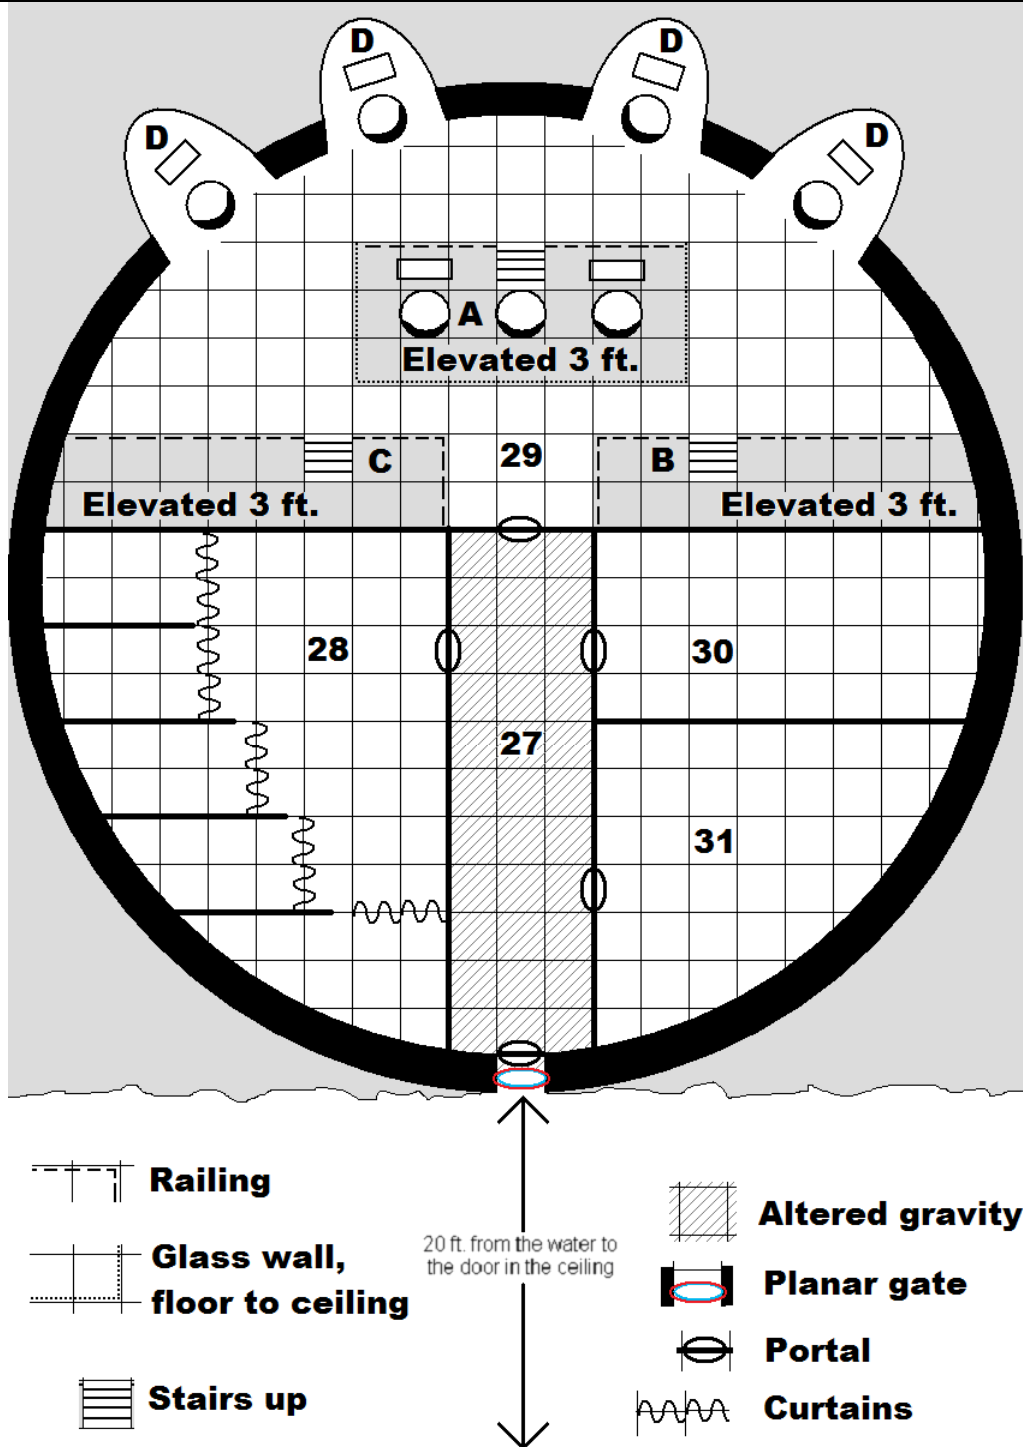 D
D
D
D
A
Elevated 3 ft.
C
29
B
Elevated 3 ft.
Elevated 3 ft.
28
30
27
31
Railing
Glass wall,
floor to ceiling
Stairs up
20 ft. from the water to
the door in the ceiling
Altered gravity
Planar gate
Portal
Curtains